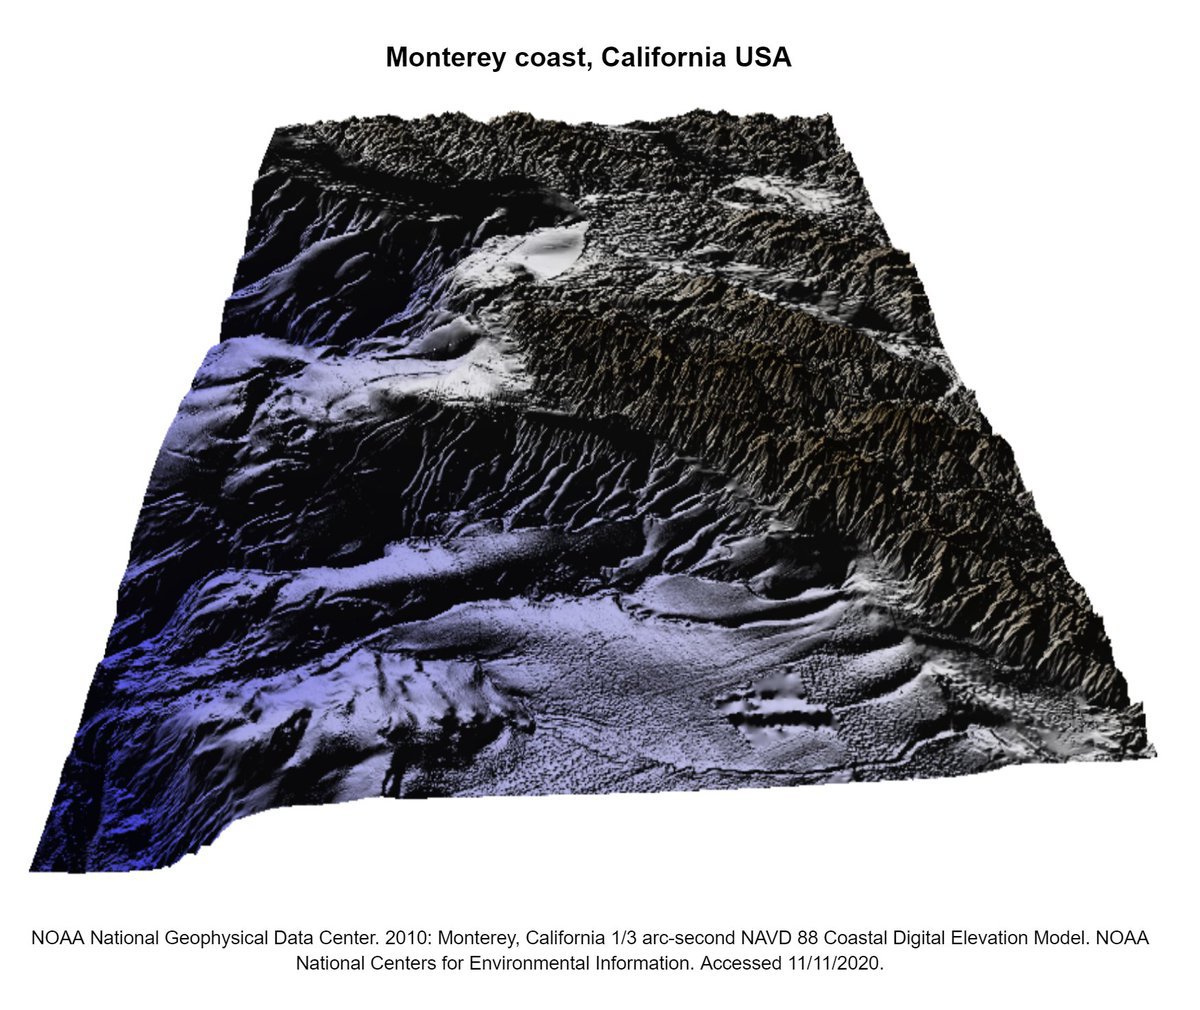 Monterey coast, California USA
NOAA National Geophysical Data Center. 2010: Monterey, California 1/3 arc-second NAVD 88 Coastal Digital Elevation Model. NOAA
National Centers for Environmental Information. Accessed 11/11/2020.